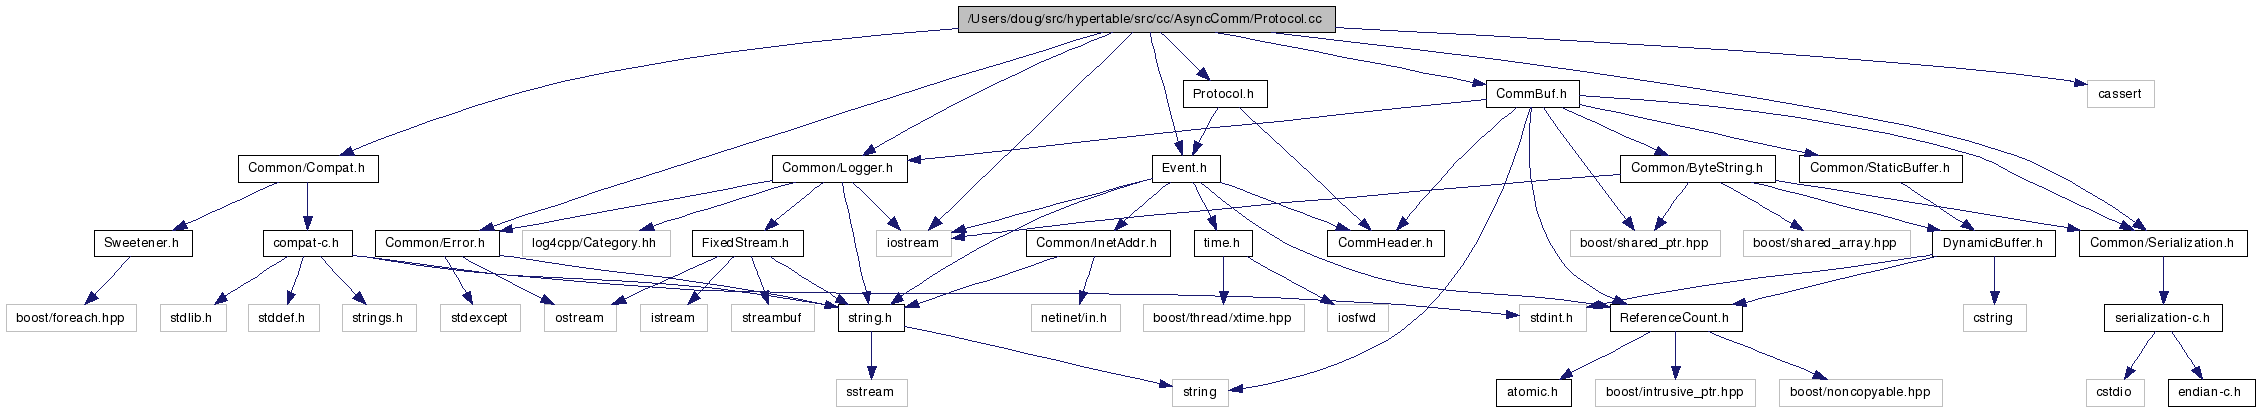 /Users/doug/src/hypertable/src/cc/AsyncComm/Protocol.cc
Protocol.h
CommBuf.h
cassert
Common/Compat.h
Common/Logger.h
Event.h
Common/ByteString.h
Common/StaticBuffer.h
Sweetener.h
compat-c.h
Common/Error.h
log4cpp/Category.hh
FixedStream.h
iostream
Common/InetAddr.h
time.h
CommHeader.h
boost/shared_ptr.hpp
boost/shared_array.hpp
DynamicBuffer.h
Common/Serialization.h
boost/foreach.hpp
stdlib.h
stddef.h
strings.h
stdexcept
ostream
istream
streambuf
string.h
netinet/in.h
boost/thread/xtime.hpp
iosfwd
stdint.h
ReferenceCount.h
cstring
serialization-c.h
sstream
string
atomic.h
boost/intrusive_ptr.hpp
boost/noncopyable.hpp
cstdio
endian-c.h